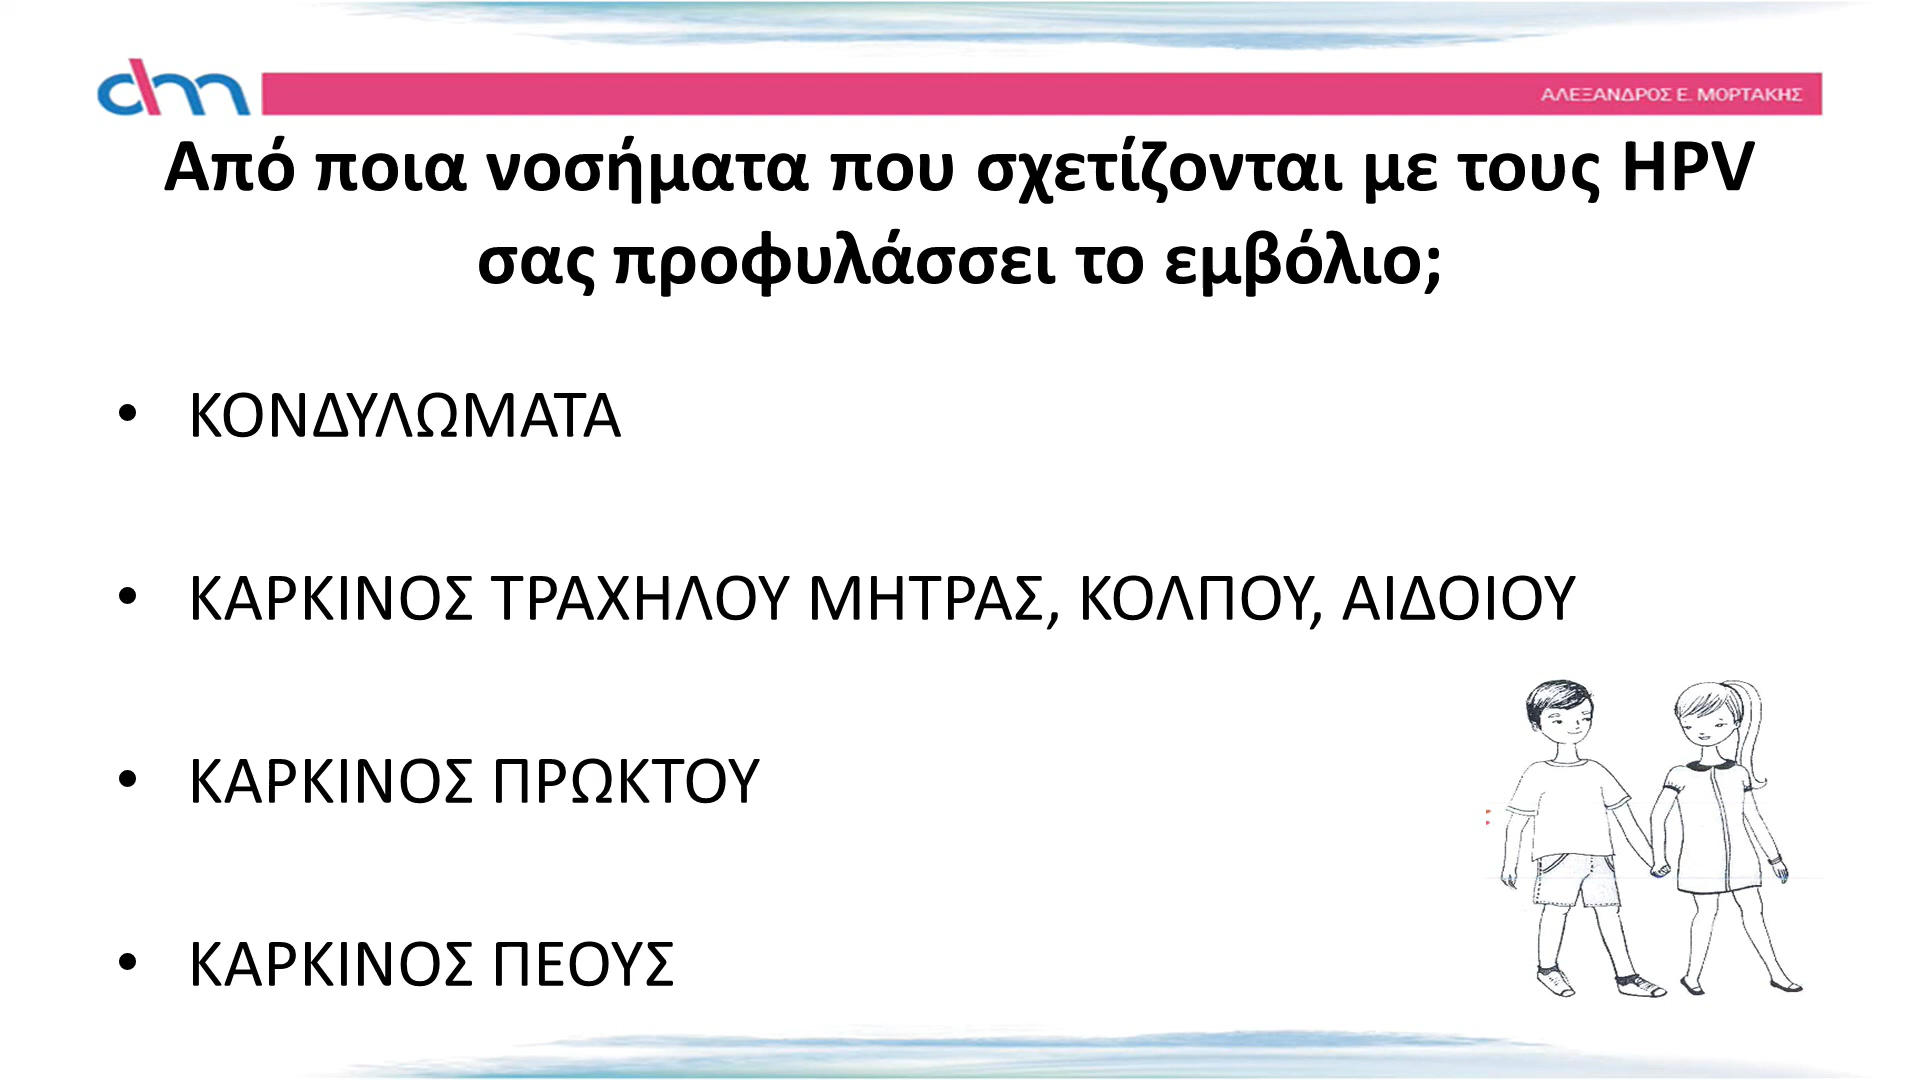 dm
ΑΛΕΞΑΝΔΡΟΣ Ε. ΜΟΡΤΑΚΗΣ
Από ποια νοσήματα που σχετίζονται με τους HPV
σας προφυλάσσει το εμβόλιο;
• ΚΟΝΔΥΛΩΜΑΤΑ
• ΚΑΡΚΙΝΟΣ ΤΡΑΧΗΛΟΥ ΜΗΤΡΑΣ, ΚΟΛΠΟΥ, ΑΙΔΟΙΟΥ
• ΚΑΡΚΙΝΟΣ ΠΡΩΚΤΟΥ
• ΚΑΡΚΙΝΟΣ ΠΕΟΥΣ